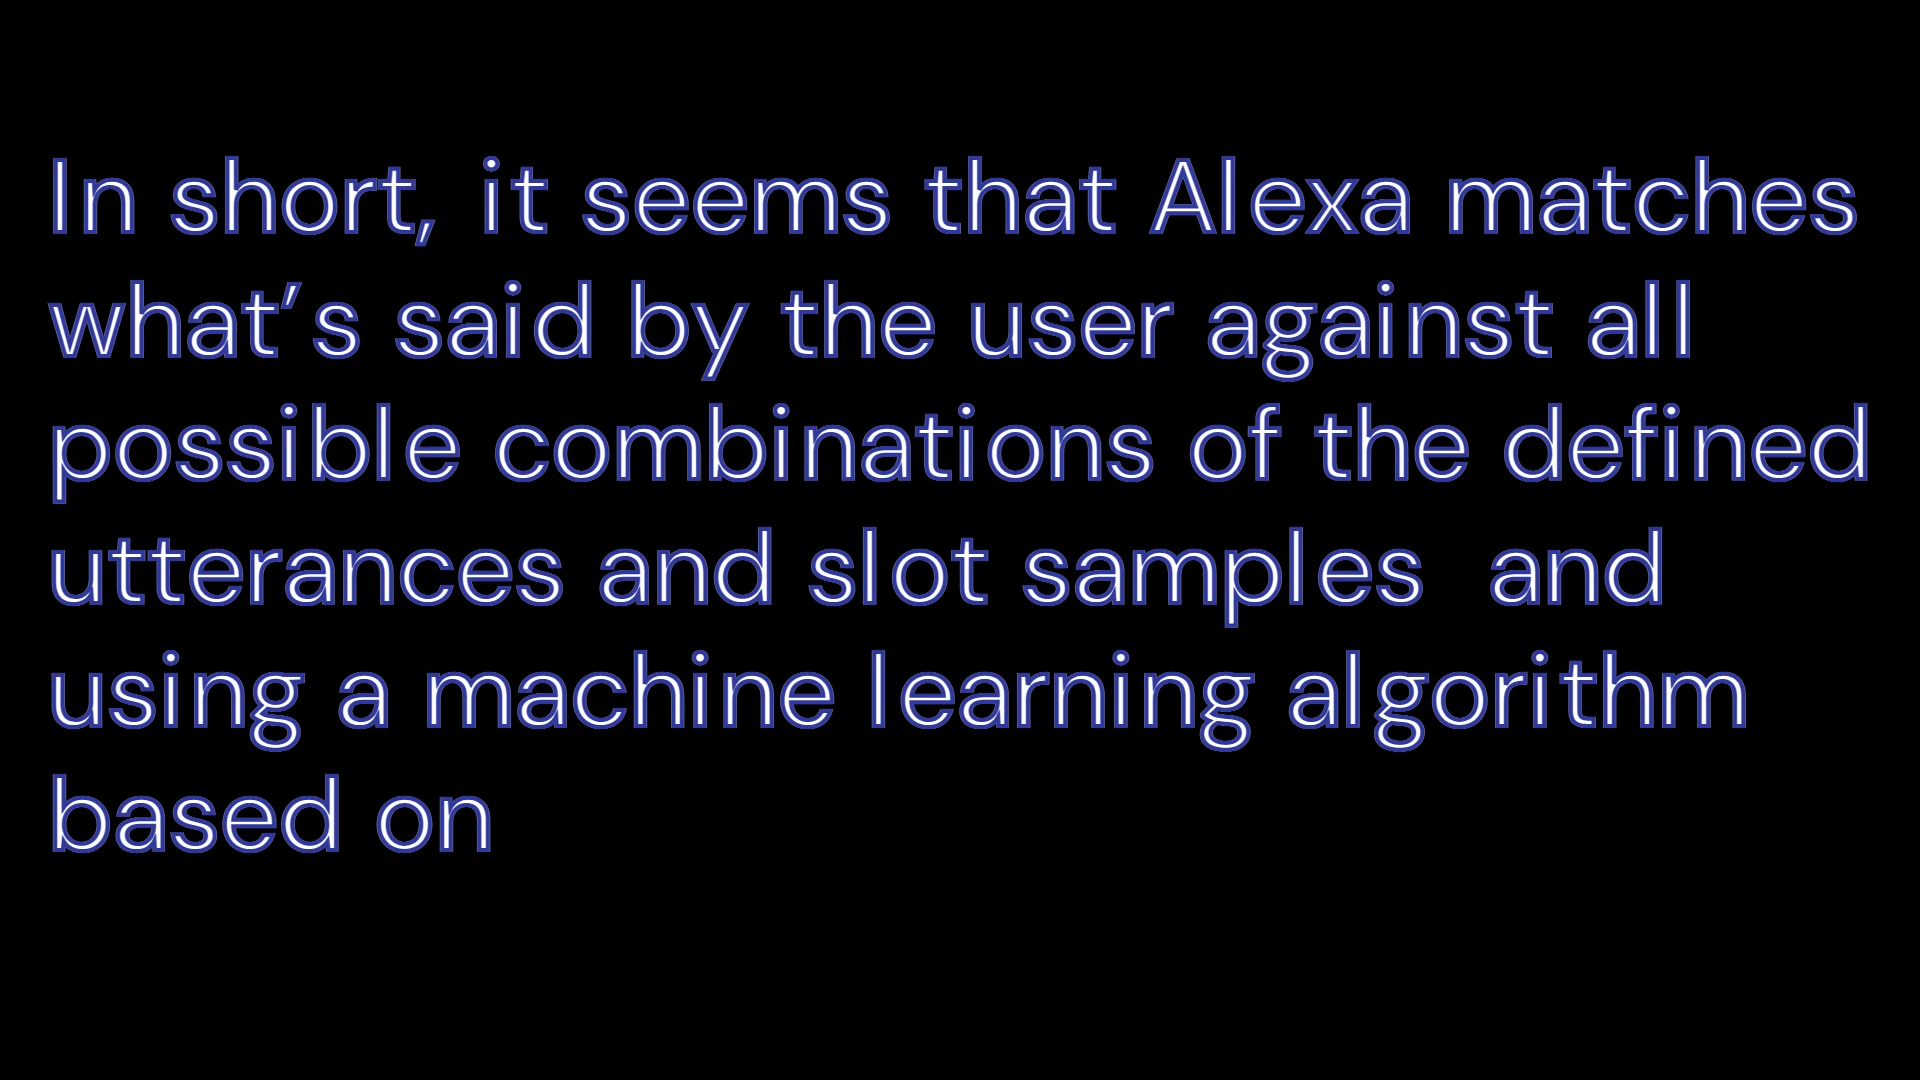 In short, it seems that Alexa matches
what’s said by the user against all
possible combinations of the defined
utterances and slot samples  and
using a machine learning algorithm
based on